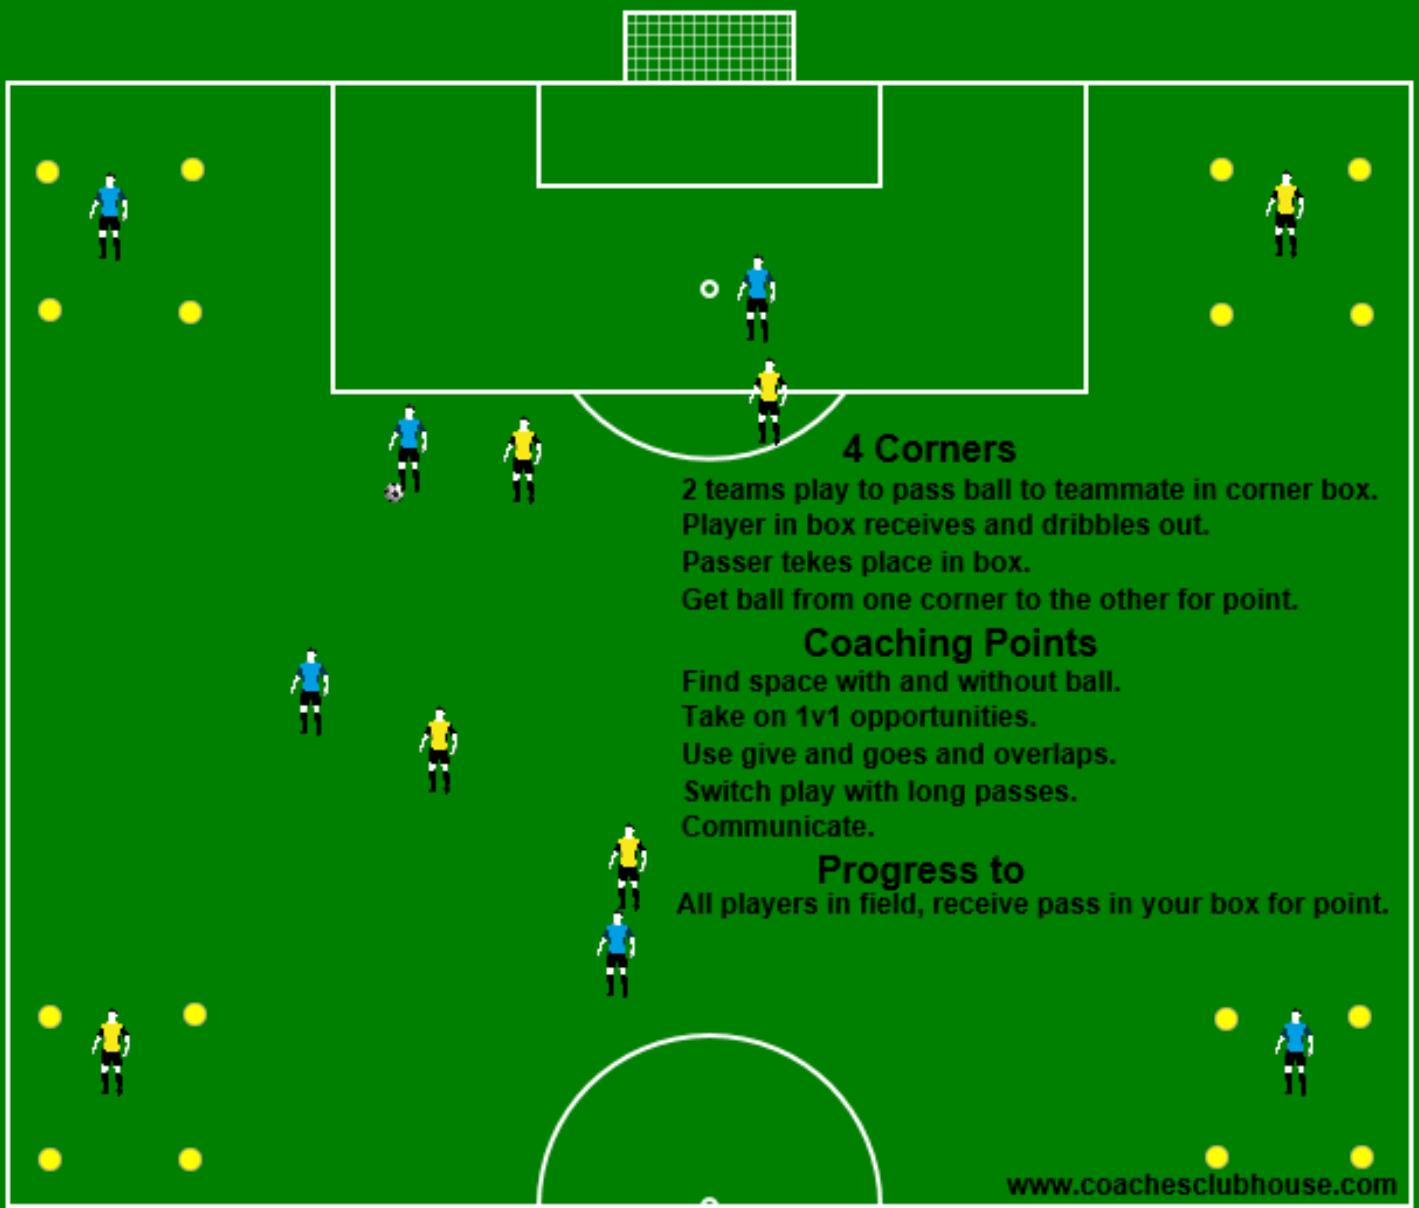 4 Corners
2 teams play to pass ball to teammate in corner box.
Player in box receives and dribbles out.
Passer tekes place in box.
Get ball from one corner to the other for point.
Coaching Points
Find space with and without ball.
Take on 1v1 opportunities.
Use give and goes and overlaps.
Switch play with long passes.
Communicate.
Progress to
All players in field, receive pass in your box for point.
www.coachesclubhouse.com